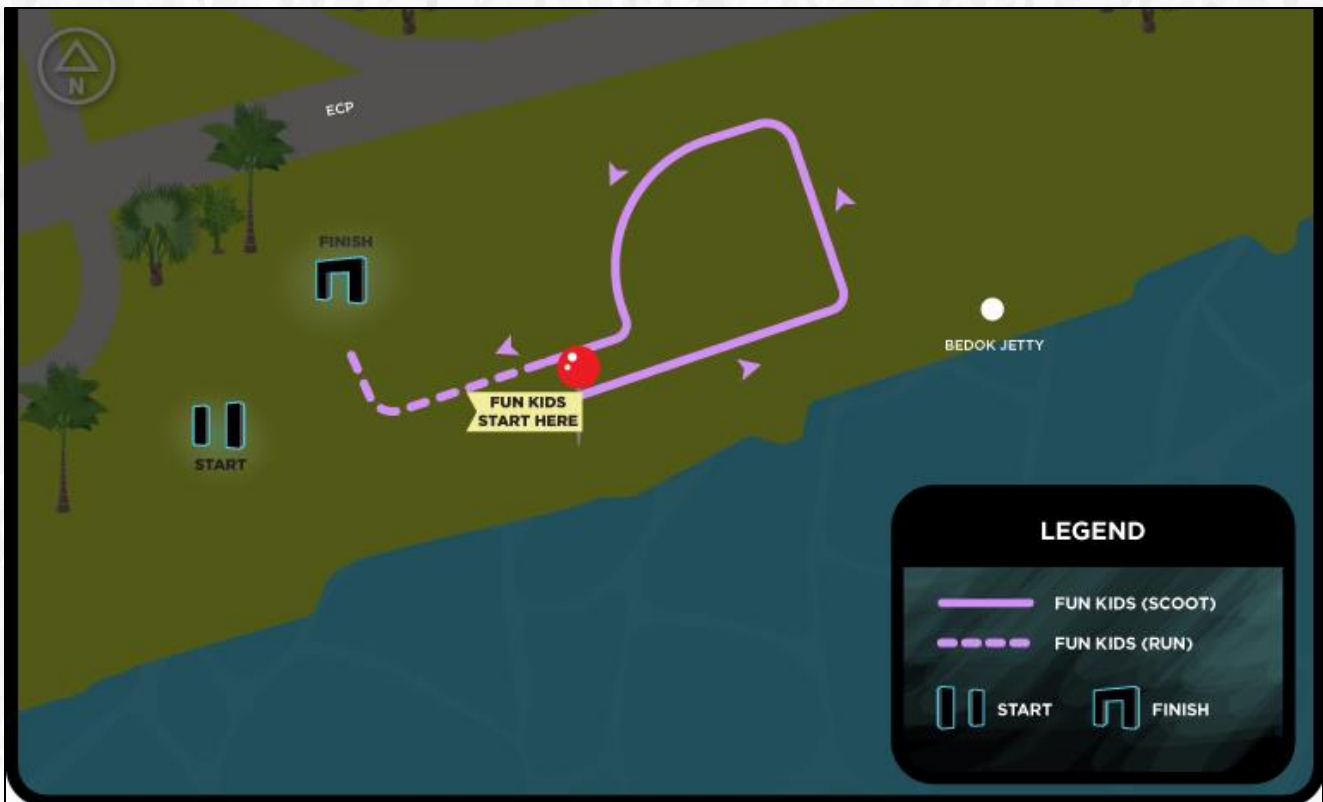 N
ECP
FINISH
BEDOK JETTY
FUN KIDS
START HERE
START
LEGEND
FUN KIDS (SCOOT)
FUN KIDS (RUN)
START
FINISH